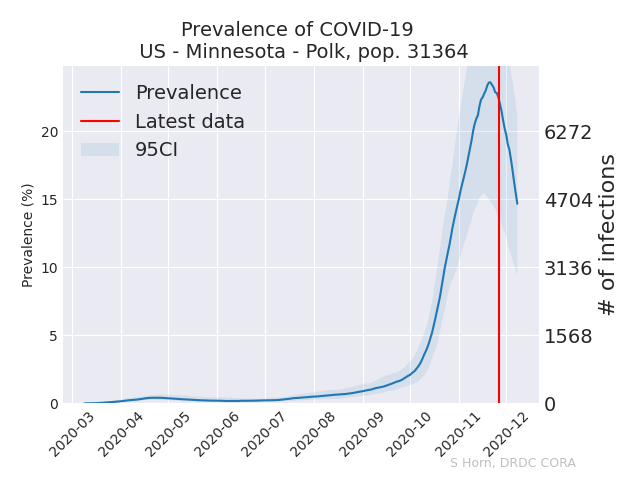 Prevalence of COVID-19
US - Minnesota - Polk, pop. 31364
Prevalence
Latest data
95CI
Prevalence (%)
20
15
10
5
0
6272
4704
3136
1568
0
# of infections
2020-03
2020-04
2020-05
2020-06
2020-07
2020-08
2020-09
2020-10
2020-11
2020-12
S Horn, DRDC CORA